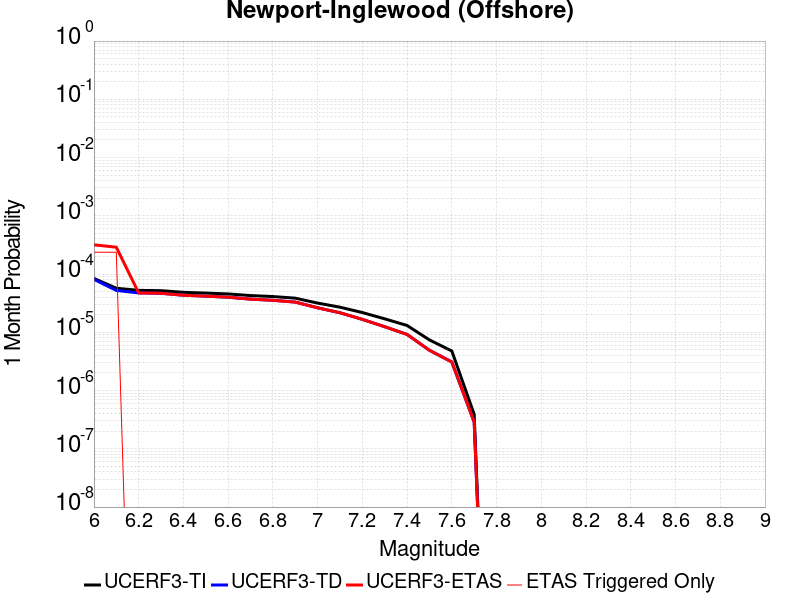 Newport-Inglewood (Offshore)
10^0
10^-1
10^-2
10^-3
10^-4
10^-5
10^-6
10^-7
10^-8
1 Month Probability
6 6.2 6.4 6.6 6.8 7 7.2 7.4 7.6 7.8 8 8.2 8.4 8.6 8.8 9
Magnitude
UCERF3-TI UCERF3-TD UCERF3-ETAS ETAS Triggered Only